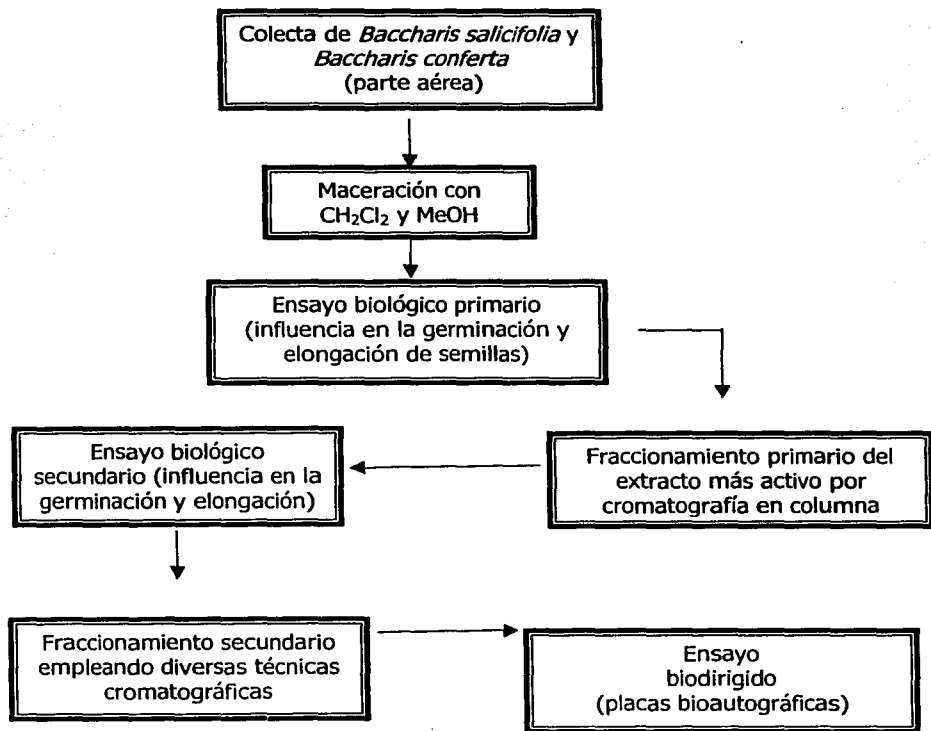 Colecta de Baccharis salicifolia y
Baccharis conferta
(parte aérea)
Maceración con
CH₂Cl₂ y MeOH
Ensayo biológico primario
(influencia en la germinación y
elongación de semillas)
Fraccionamiento primario del
extracto más activo por
cromatografía en columna
Ensayo biológico
secundario (influencia en la
germinación y elongación)
Fraccionamiento secundario
empleando diversas técnicas
cromatográficas
Ensayo
biodirigido
(placas bioautográficas)